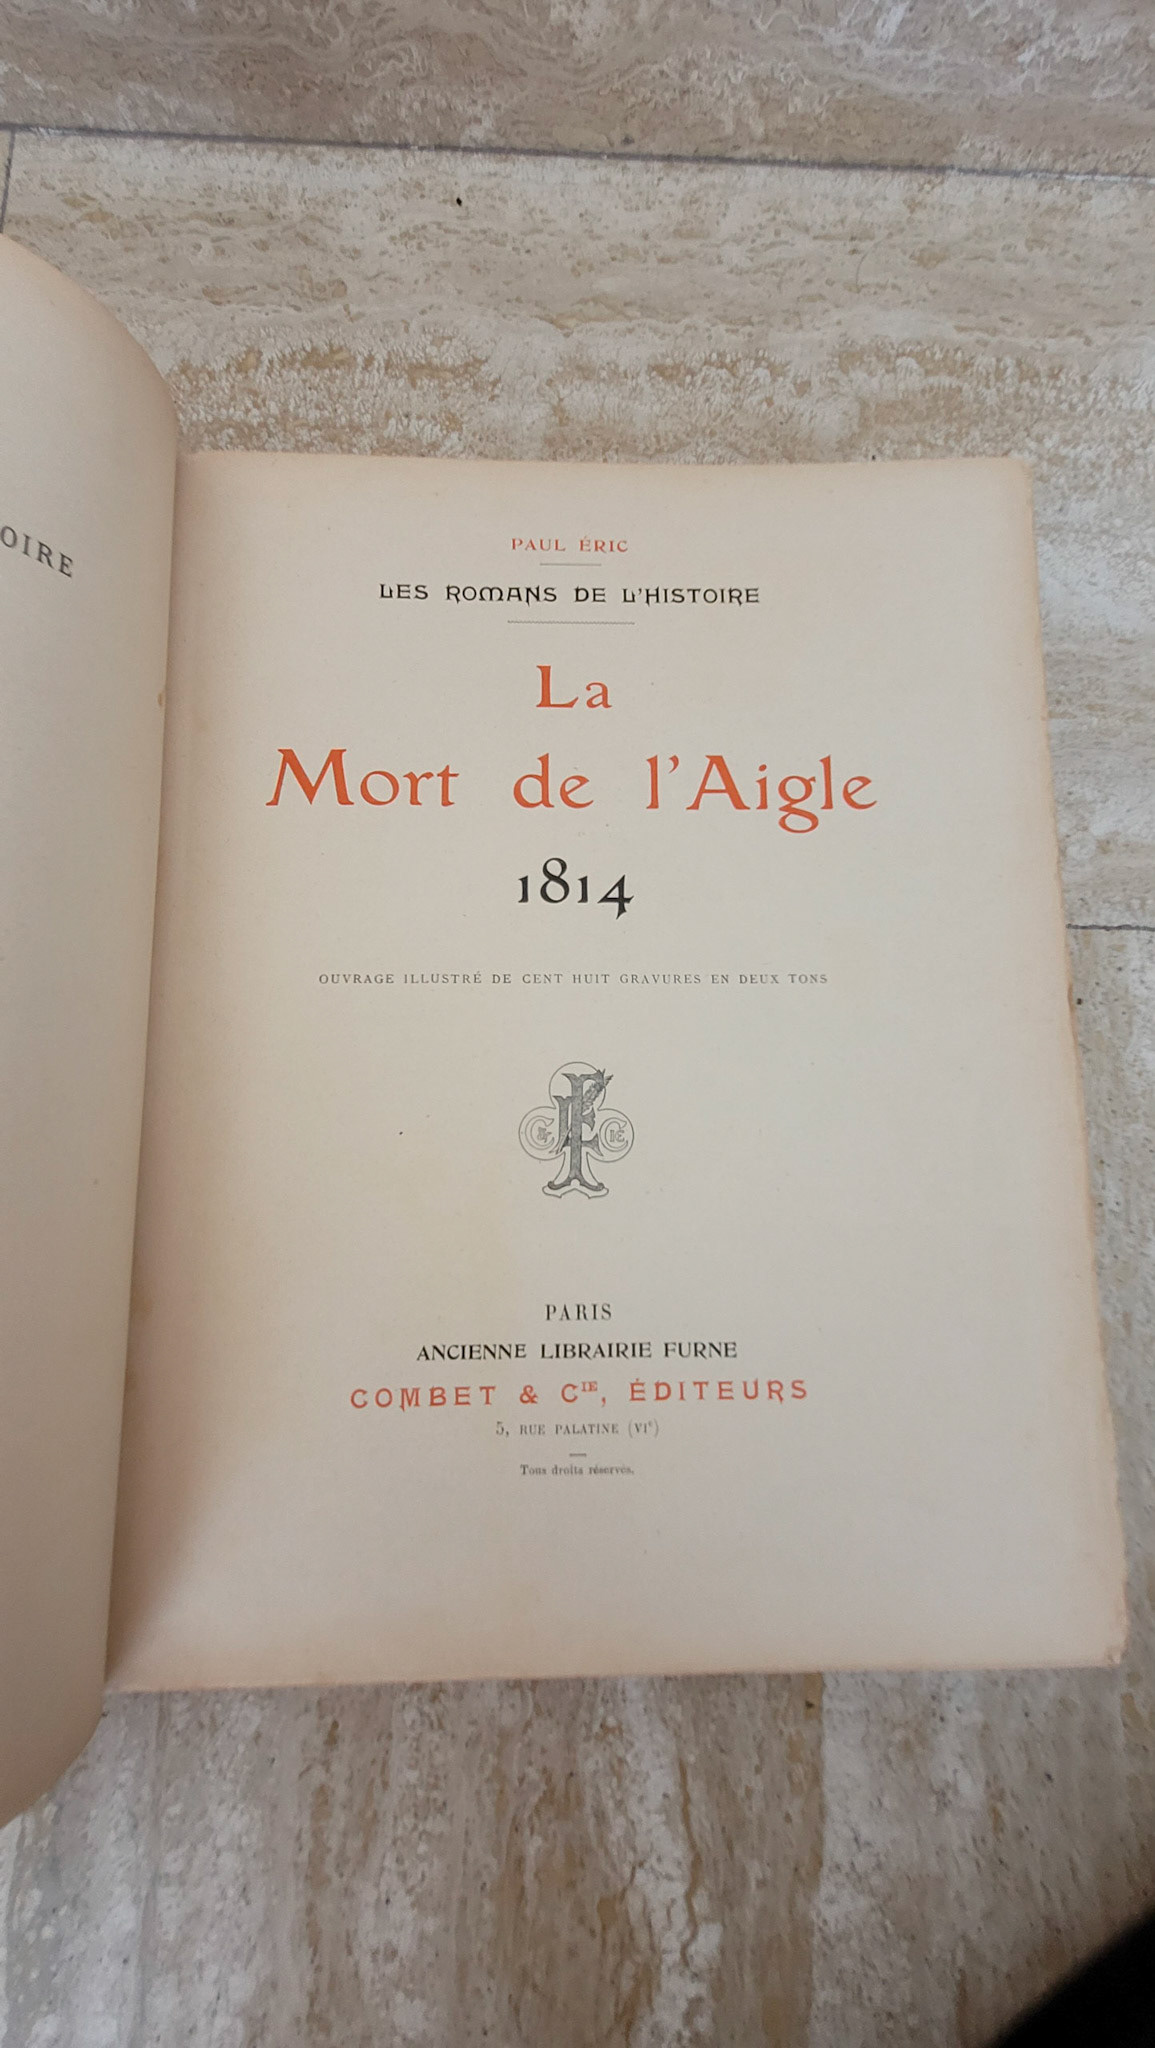 OIRE
PAUL ÉRIC
LES ROMANS DE L'HISTOIRE
La
Mort de l'Aigle
1814
OUVRAGE ILLUSTRÉ DE CENT HUIT GRAVURES EN DEUX TONS
PARIS
ANCIENNE LIBRAIRIE FURNE
COMBET & CIE, ÉDITEURS
5, RUE PALATINE (VIe)
Tous droits réservés.